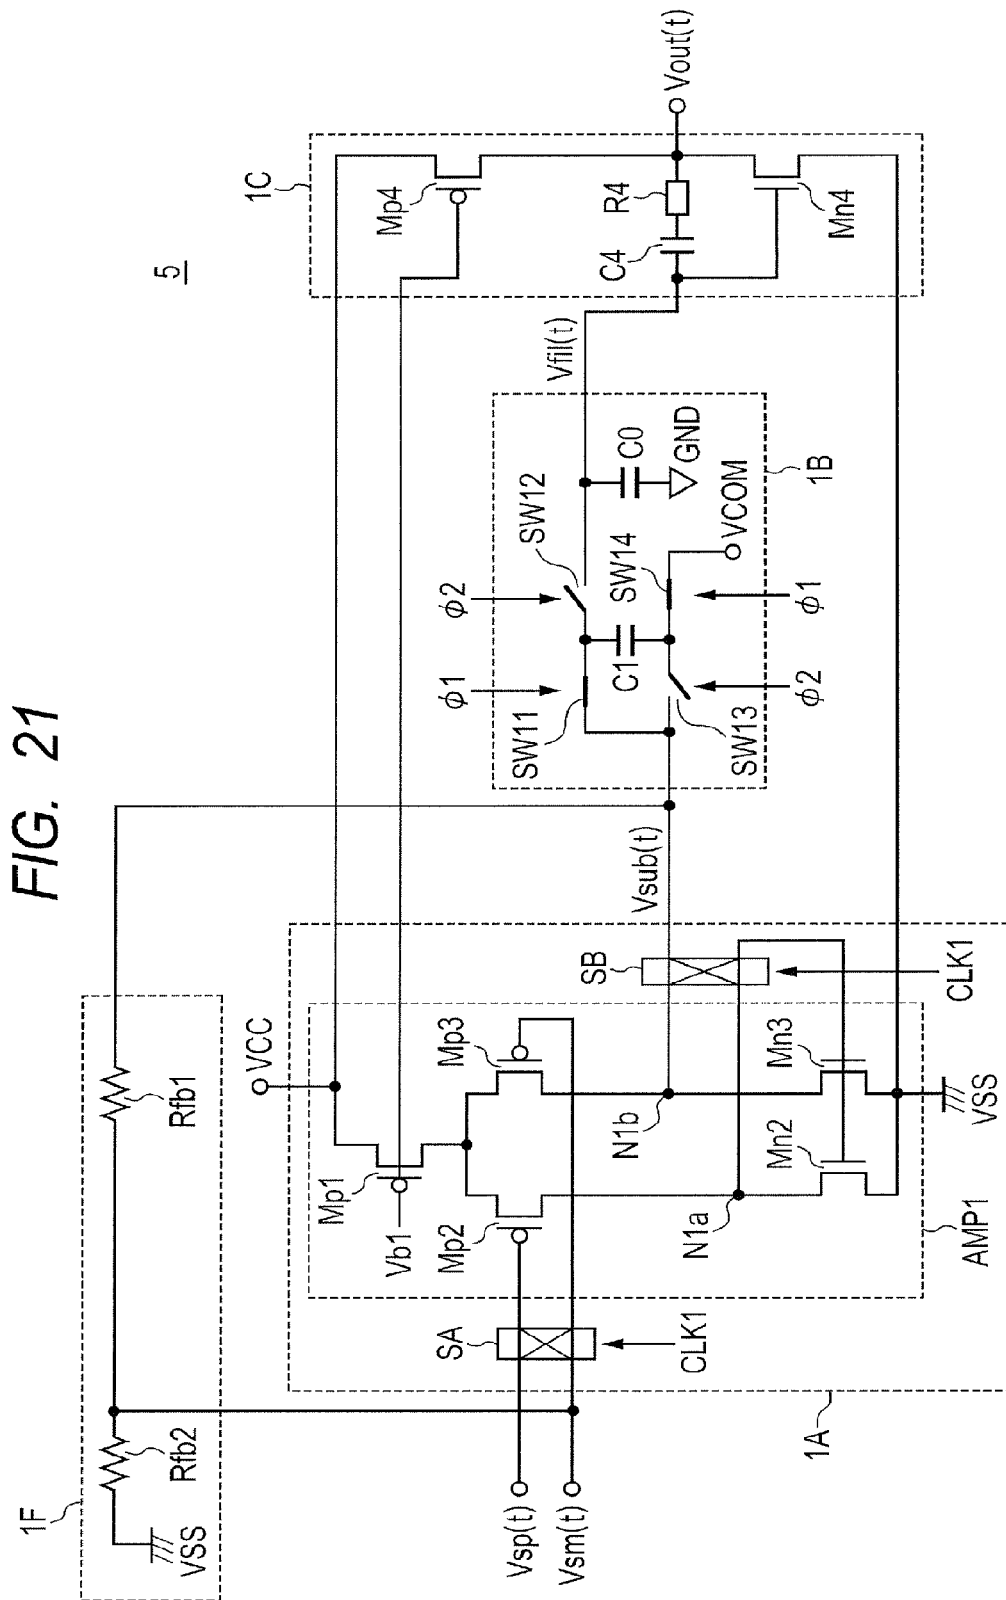 FIG. 21
5
1F
Rfb2
VSS
Rfb1
VCC
1C
Mp4
Mp1
Vb1
Mp2
Mp3
SA
CLK1
SB
CLK1
N1a
N1b
Mn2
Mn3
VSS
AMP1
1A
Vsp(t)
Vsm(t)
Vsub(t)
ϕ1
ϕ2
SW11
SW12
C1
C0
GND
SW13
SW14
VCOM
ϕ2
ϕ1
1B
Vfil(t)
C4
R4
Mn4
Vout(t)